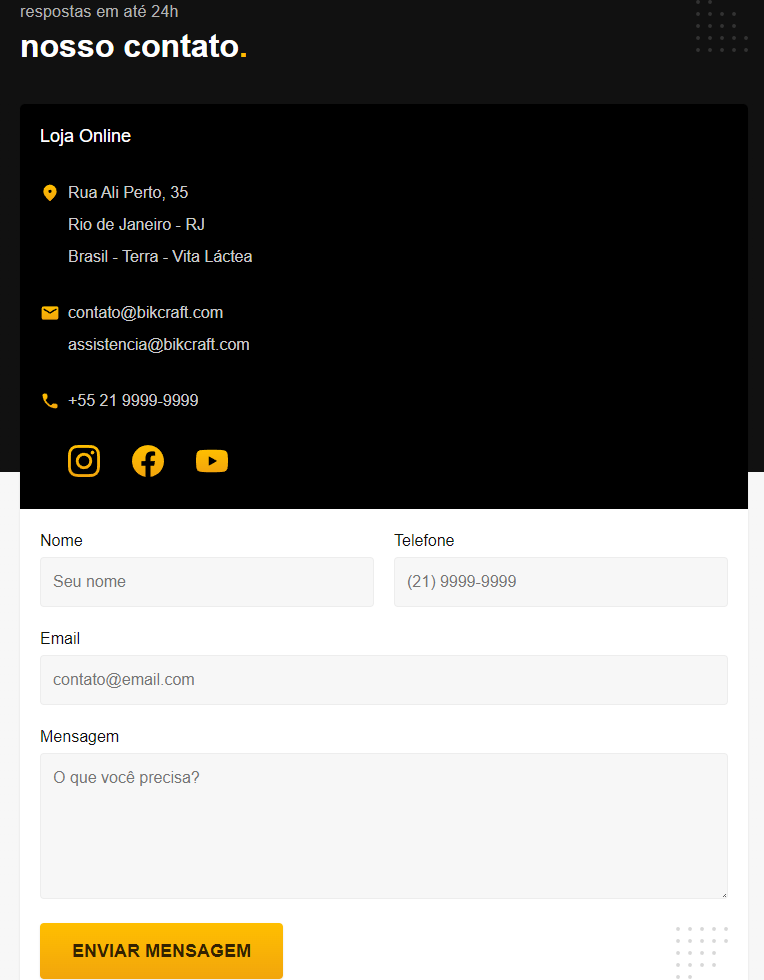 respostas em até 24h
nosso contato.
Loja Online
Rua Ali Perto, 35
Rio de Janeiro - RJ
Brasil - Terra - Vita Láctea
contato@bikcraft.com
assistencia@bikcraft.com
+55 21 9999-9999
Nome
Telefone
Seu nome
(21) 9999-9999
Email
contato@email.com
Mensagem
O que você precisa?
ENVIAR MENSAGEM